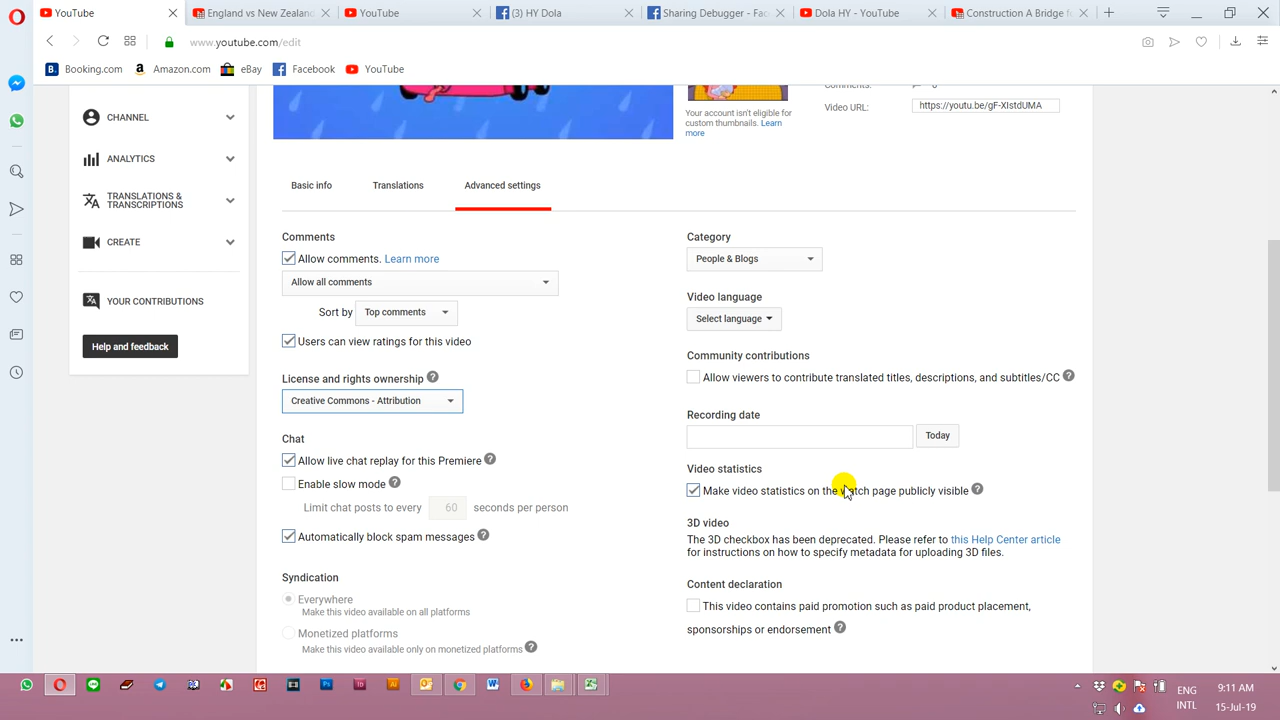 YouTube
England vs New Zealand
YouTube
(3) HY Dola
Sharing Debugger - Fac
Dola HY - YouTube
Construction A Bridge fo
www.youtube.com/edit
Booking.com
Amazon.com
eBay
Facebook
YouTube
CHANNEL
ANALYTICS
TRANSLATIONS &
TRANSCRIPTIONS
CREATE
YOUR CONTRIBUTIONS
Help and feedback
Your account isn't eligible for
custom thumbnails. Learn
more
Video URL:
https://youtu.be/gF-XIstdUMA
Basic info
Translations
Advanced settings
Comments
Allow comments. Learn more
Allow all comments
Sort by
Top comments
Users can view ratings for this video
License and rights ownership
Creative Commons - Attribution
Chat
Allow live chat replay for this Premiere
Enable slow mode
Limit chat posts to every 60 seconds per person
Automatically block spam messages
Syndication
Everywhere
Make this video available on all platforms
Monetized platforms
Make this video available only on monetized platforms
Category
People & Blogs
Video language
Select language
Community contributions
Allow viewers to contribute translated titles, descriptions, and subtitles/CC
Recording date
Today
Video statistics
Make video statistics on the watch page publicly visible
3D video
The 3D checkbox has been deprecated. Please refer to this Help Center article
for instructions on how to specify metadata for uploading 3D files.
Content declaration
This video contains paid promotion such as paid product placement,
sponsorships or endorsement
ENG
INTL
9:11 AM
15-Jul-19